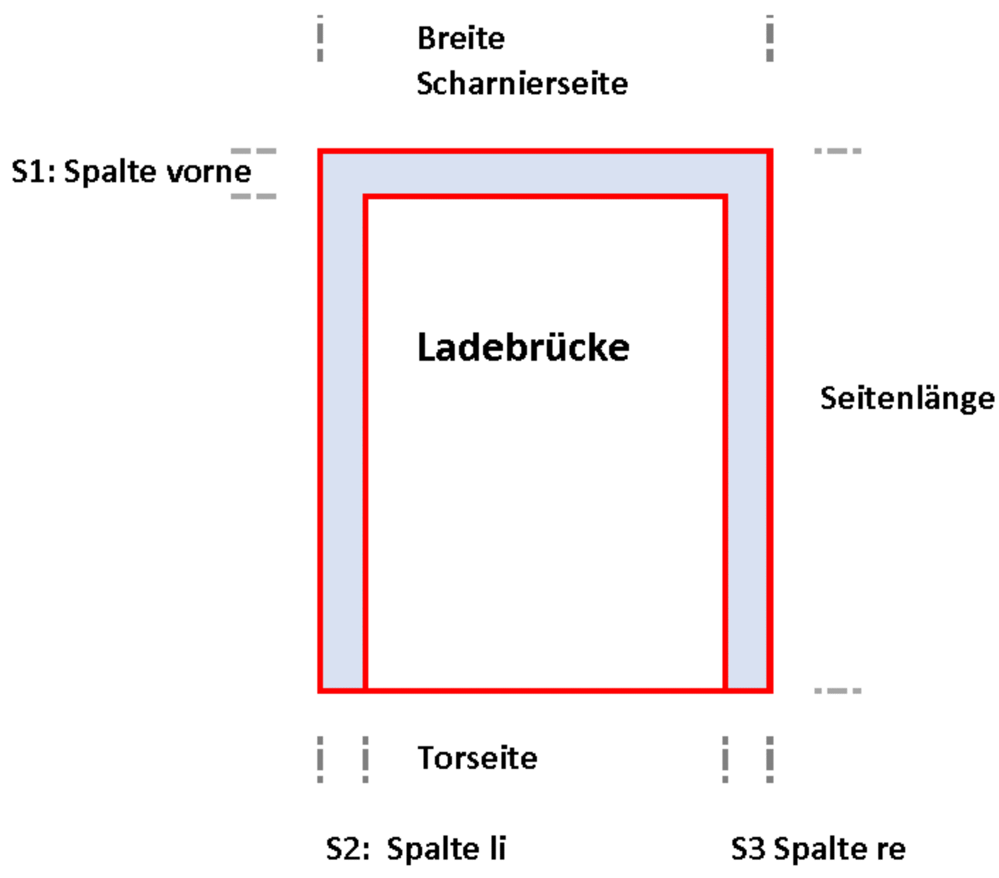 Breite
Scharnierseite
S1: Spalte vorne
Ladebrücke
Seitenlänge
Torseite
S2: Spalte li
S3 Spalte re